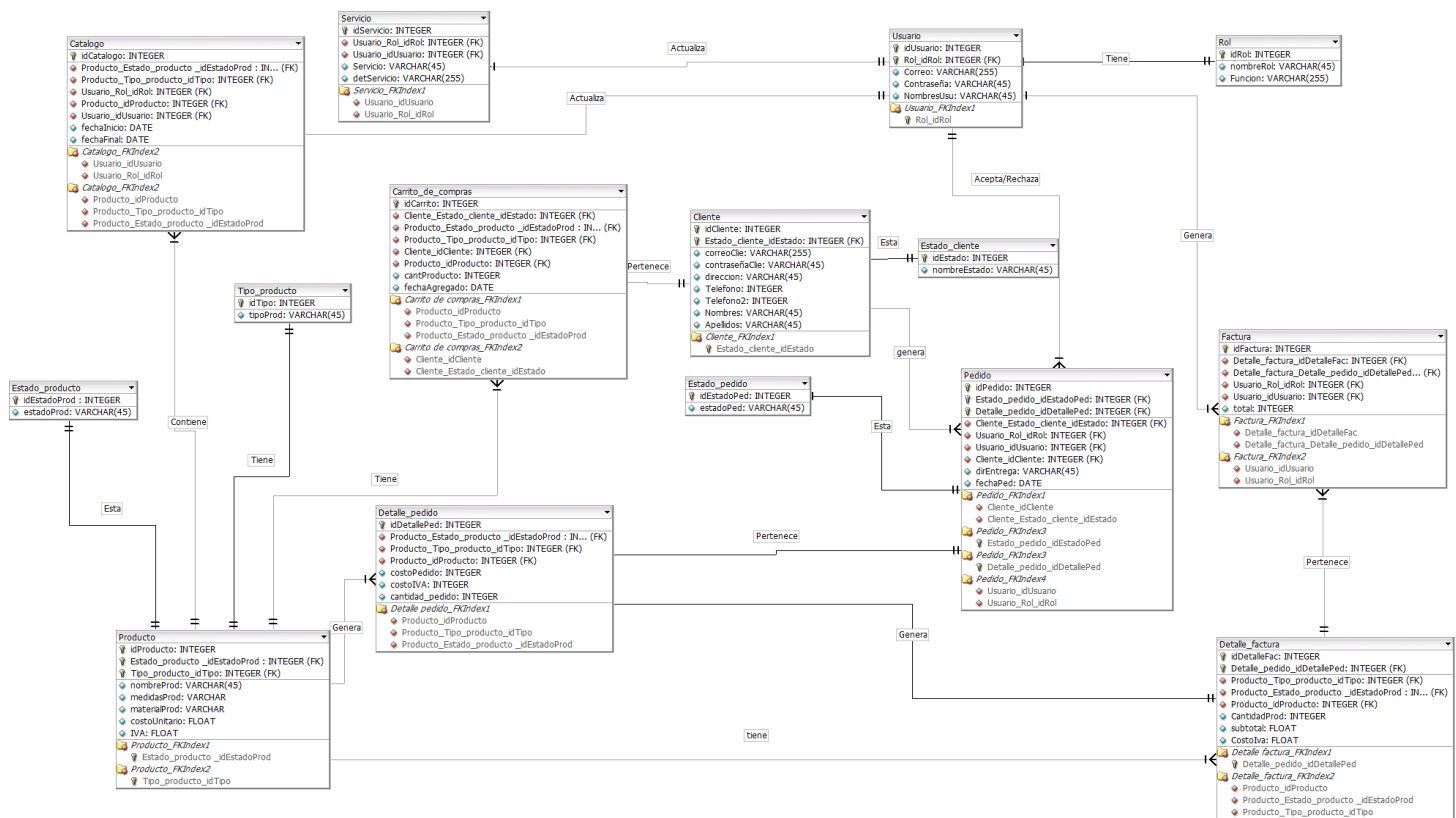 Servicio
idServicio: INTEGER
Usuario_Rol_idRol: INTEGER (FK)
Usuario_idUsuario: INTEGER (FK)
Servicio: VARCHAR(45)
detServicio: VARCHAR(255)
Servicio_FKIndex1
Usuario_idUsuario
Usuario_Rol_idRol
Actualiza
Usuario
idUsuario: INTEGER
Rol_idRol: INTEGER (FK)
Correo: VARCHAR(255)
Contraseña: VARCHAR(45)
NombresUsu: VARCHAR(45)
Usuario_FKIndex1
Rol_idRol
Tiene
Rol
idRol: INTEGER
nombreRol: VARCHAR(45)
Funcion: VARCHAR(255)
Catalogo
idCatalogo: INTEGER
Producto_Estado_producto _idEstadoProd : IN... (FK)
Producto_Tipo_producto_idTipo: INTEGER (FK)
Usuario_Rol_idRol: INTEGER (FK)
Producto_idProducto: INTEGER (FK)
Usuario_idUsuario: INTEGER (FK)
fechaInicio: DATE
fechaFinal: DATE
Catalogo_FKIndex2
Usuario_idUsuario
Usuario_Rol_idRol
Catalogo_FKIndex2
Producto_idProducto
Producto_Tipo_producto_idTipo
Producto_Estado_producto _idEstadoProd
Actualiza
Acepta/Rechaza
Genera
Carrito_de_compras
idCarrito: INTEGER
Cliente_Estado_cliente_idEstado: INTEGER (FK)
Producto_Estado_producto _idEstadoProd : IN... (FK)
Producto_Tipo_producto_idTipo: INTEGER (FK)
Cliente_idCliente: INTEGER (FK)
Producto_idProducto: INTEGER (FK)
cantProducto: INTEGER
fechaAgregado: DATE
Carrito de compras_FKIndex1
Producto_idProducto
Producto_Tipo_producto_idTipo
Producto_Estado_producto _idEstadoProd
Carrito de compras_FKIndex2
Cliente_idCliente
Cliente_Estado_cliente_idEstado
Pertenece
Cliente
idCliente: INTEGER
Estado_cliente_idEstado: INTEGER (FK)
correoClie: VARCHAR(255)
contraseñaClie: VARCHAR(45)
direccion: VARCHAR(45)
Telefono: INTEGER
Telefono2: INTEGER
Nombres: VARCHAR(45)
Apellidos: VARCHAR(45)
Cliente_FKIndex1
Estado_cliente_idEstado
Esta
Estado_cliente
idEstado: INTEGER
nombreEstado: VARCHAR(45)
genera
Tipo_producto
idTipo: INTEGER
tipoProd: VARCHAR(45)
Estado_producto
idEstadoProd : INTEGER
estadoProd: VARCHAR(45)
Contiene
Tiene
Esta
Tiene
Estado_pedido
idEstadoPed: INTEGER
estadoPed: VARCHAR(45)
Esta
Pedido
idPedido: INTEGER
Estado_pedido_idEstadoPed: INTEGER (FK)
Detalle_pedido_idDetallePed: INTEGER (FK)
Cliente_Estado_cliente_idEstado: INTEGER (FK)
Usuario_Rol_idRol: INTEGER (FK)
Usuario_idUsuario: INTEGER (FK)
Cliente_idCliente: INTEGER (FK)
dirEntrega: VARCHAR(45)
fechaPed: DATE
Pedido_FKIndex1
Cliente_idCliente
Cliente_Estado_cliente_idEstado
Pedido_FKIndex3
Estado_pedido_idEstadoPed
Pedido_FKIndex3
Detalle_pedido_idDetallePed
Pedido_FKIndex4
Usuario_idUsuario
Usuario_Rol_idRol
Factura
idFactura: INTEGER
Detalle_factura_idDetalleFac: INTEGER (FK)
Detalle_factura_Detalle_pedido_idDetallePed... (FK)
Usuario_Rol_idRol: INTEGER (FK)
Usuario_idUsuario: INTEGER (FK)
total: INTEGER
Factura_FKIndex1
Detalle_factura_idDetalleFac
Detalle_factura_Detalle_pedido_idDetallePed
Factura_FKIndex2
Usuario_idUsuario
Usuario_Rol_idRol
Detalle_pedido
idDetallePed: INTEGER
Producto_Estado_producto _idEstadoProd : IN... (FK)
Producto_Tipo_producto_idTipo: INTEGER (FK)
Producto_idProducto: INTEGER (FK)
costoPedido: INTEGER
costoIVA: INTEGER
cantidad_pedido: INTEGER
Detalle pedido_FKIndex1
Producto_idProducto
Producto_Tipo_producto_idTipo
Producto_Estado_producto _idEstadoProd
Pertenece
Pertenece
Genera
Genera
Producto
idProducto: INTEGER
Estado_producto _idEstadoProd : INTEGER (FK)
Tipo_producto_idTipo: INTEGER (FK)
nombreProd: VARCHAR(45)
medidasProd: VARCHAR
materialProd: VARCHAR
costoUnitario: FLOAT
IVA: FLOAT
Producto_FKIndex1
Estado_producto _idEstadoProd
Producto_FKIndex2
Tipo_producto_idTipo
tiene
Detalle_factura
idDetalleFac: INTEGER
Detalle_pedido_idDetallePed: INTEGER (FK)
Producto_Tipo_producto_idTipo: INTEGER (FK)
Producto_Estado_producto _idEstadoProd : IN... (FK)
Producto_idProducto: INTEGER (FK)
CantidadProd: INTEGER
subtotal: FLOAT
CostoIva: FLOAT
Detalle factura_FKIndex1
Detalle_pedido_idDetallePed
Detalle_factura_FKIndex2
Producto_idProducto
Producto_Estado_producto _idEstadoProd
Producto_Tipo_producto_idTipo